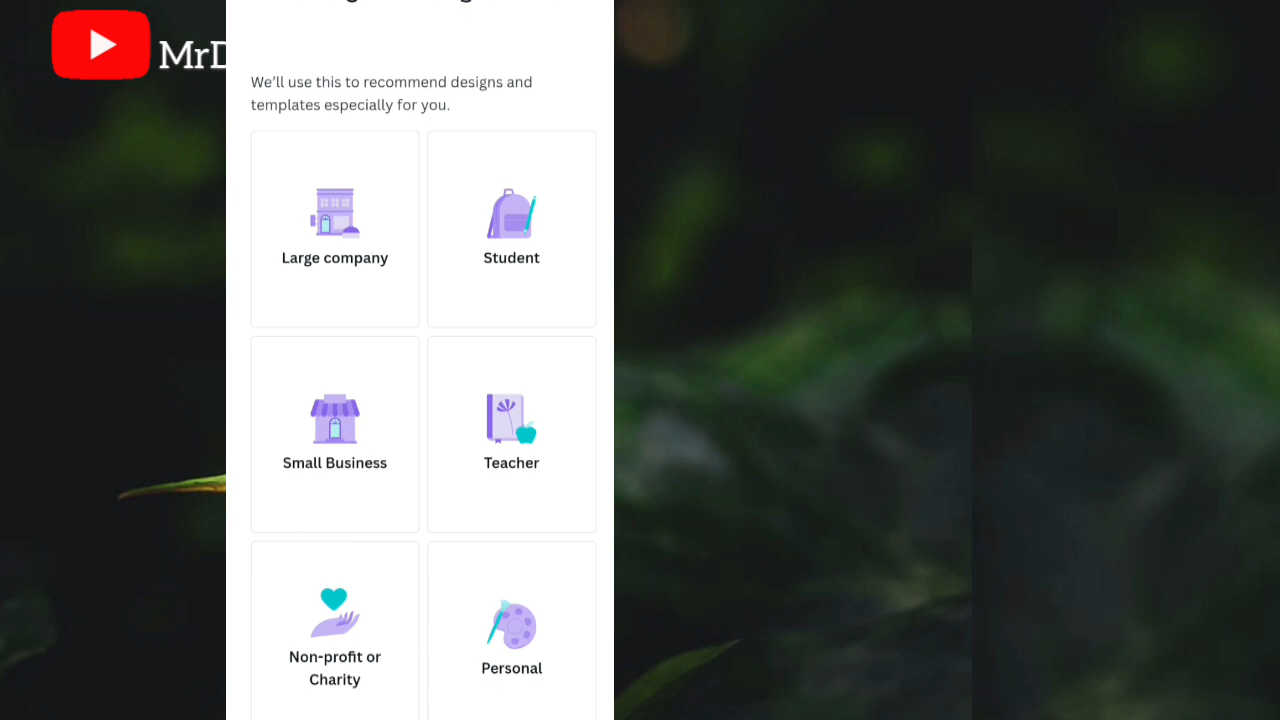 MrD
We'll use this to recommend designs and
templates especially for you.
Large company
Student
Small Business
Teacher
Non-profit or
Charity
Personal